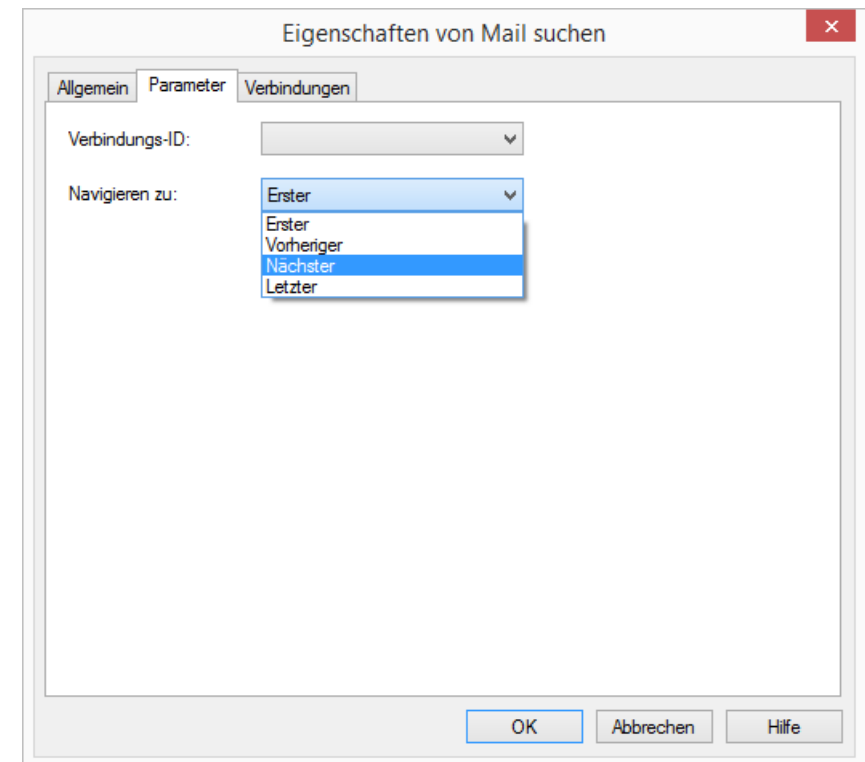 Eigenschaften von Mail suchen
Allgemein Parameter Verbindungen
Verbindungs-ID:
Navigieren zu: Erster
Erster
Vorheriger
Nächster
Letzter
OK Abbrechen Hilfe